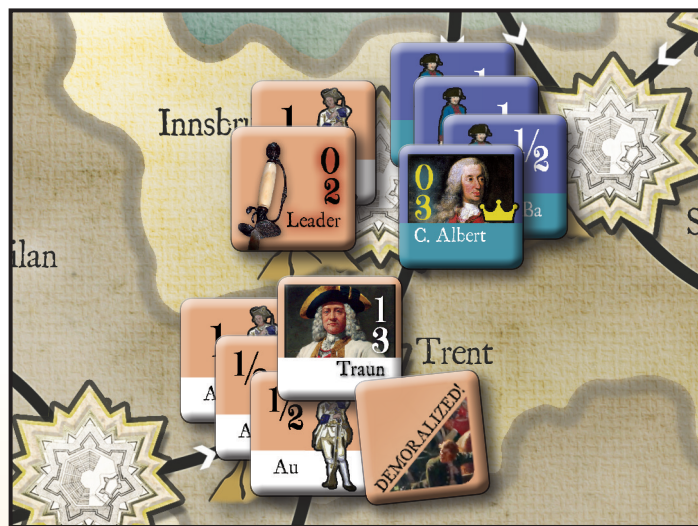 Innsbr
1
1
1
1/2
0
2
Leader
0
3
C. Albert
Ba
ilan
S
1
A
1/2
A
1
3
Traun
Trent
1/2
Au
DEMORALIZED!